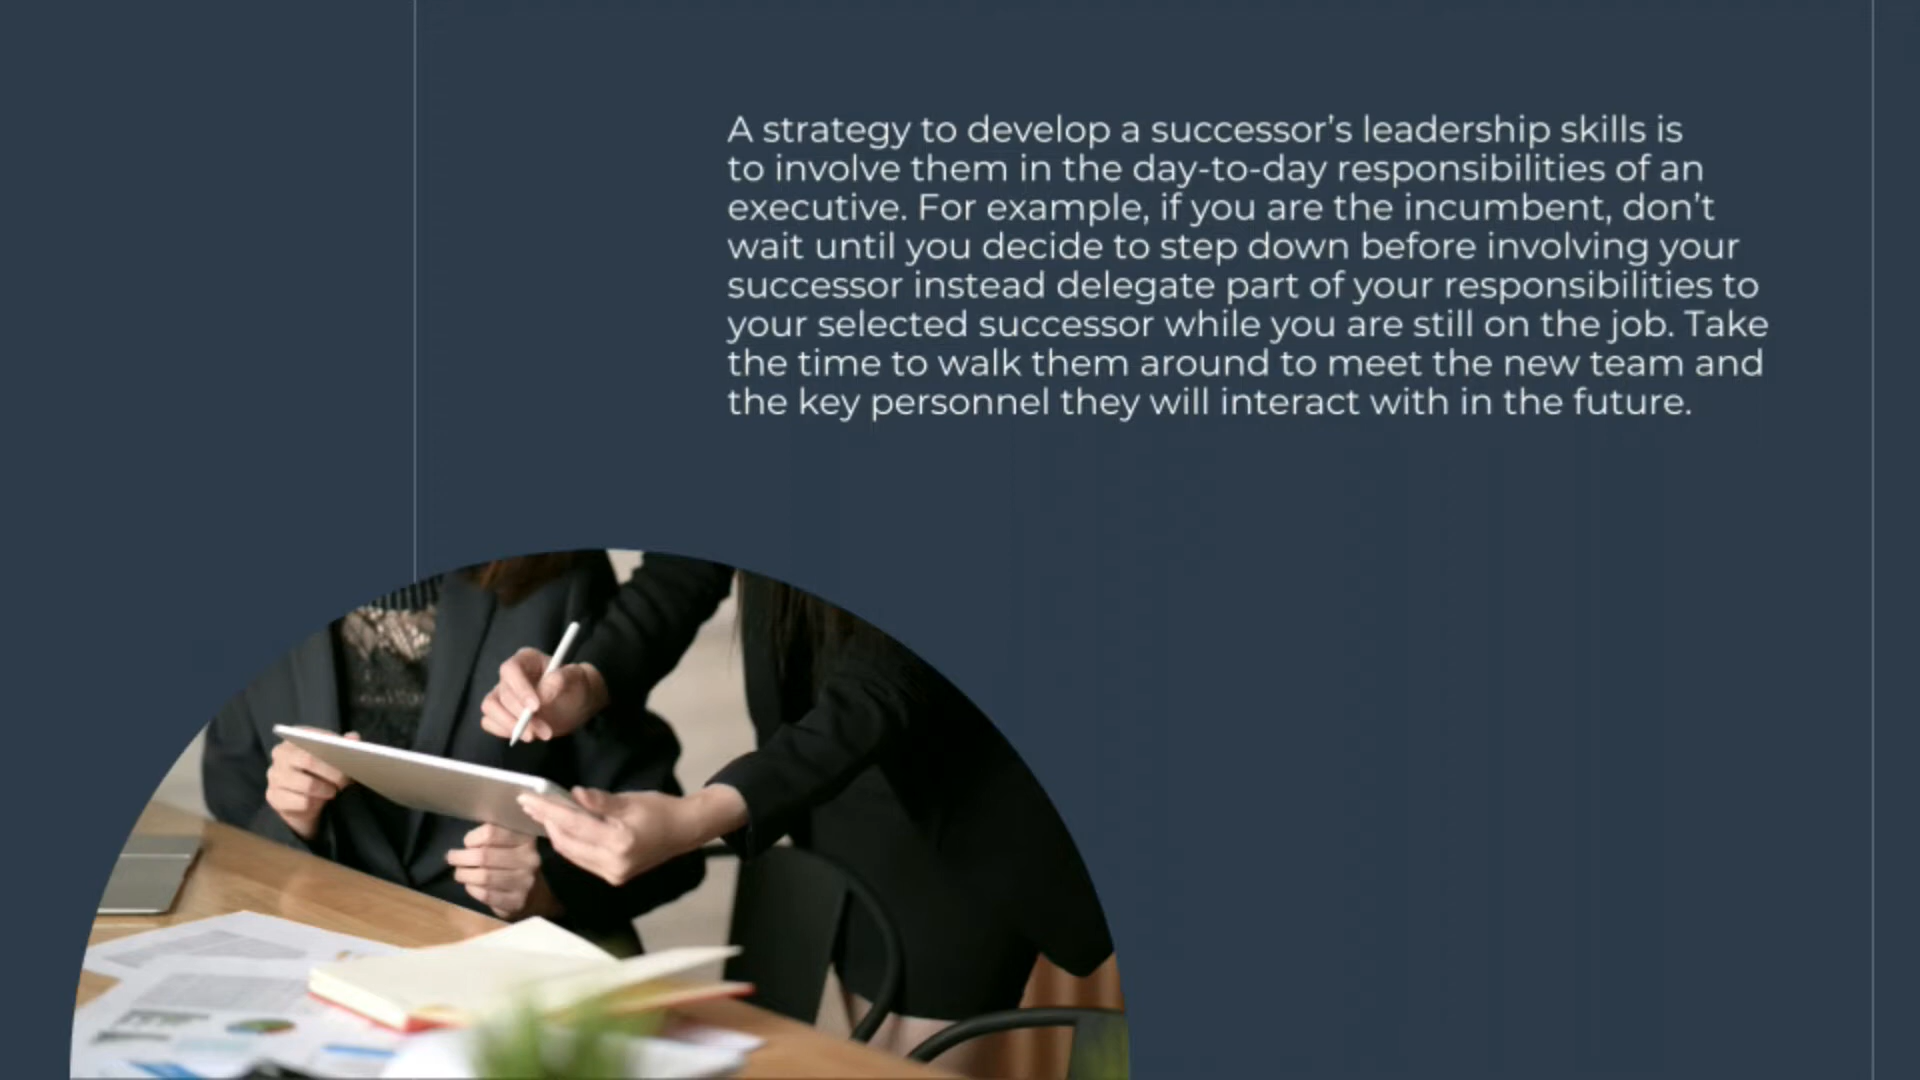 A strategy to develop a successor’s leadership skills is
to involve them in the day-to-day responsibilities of an
executive. For example, if you are the incumbent, don’t
wait until you decide to step down before involving your
successor instead delegate part of your responsibilities to
your selected successor while you are still on the job. Take
the time to walk them around to meet the new team and
the key personnel they will interact with in the future.